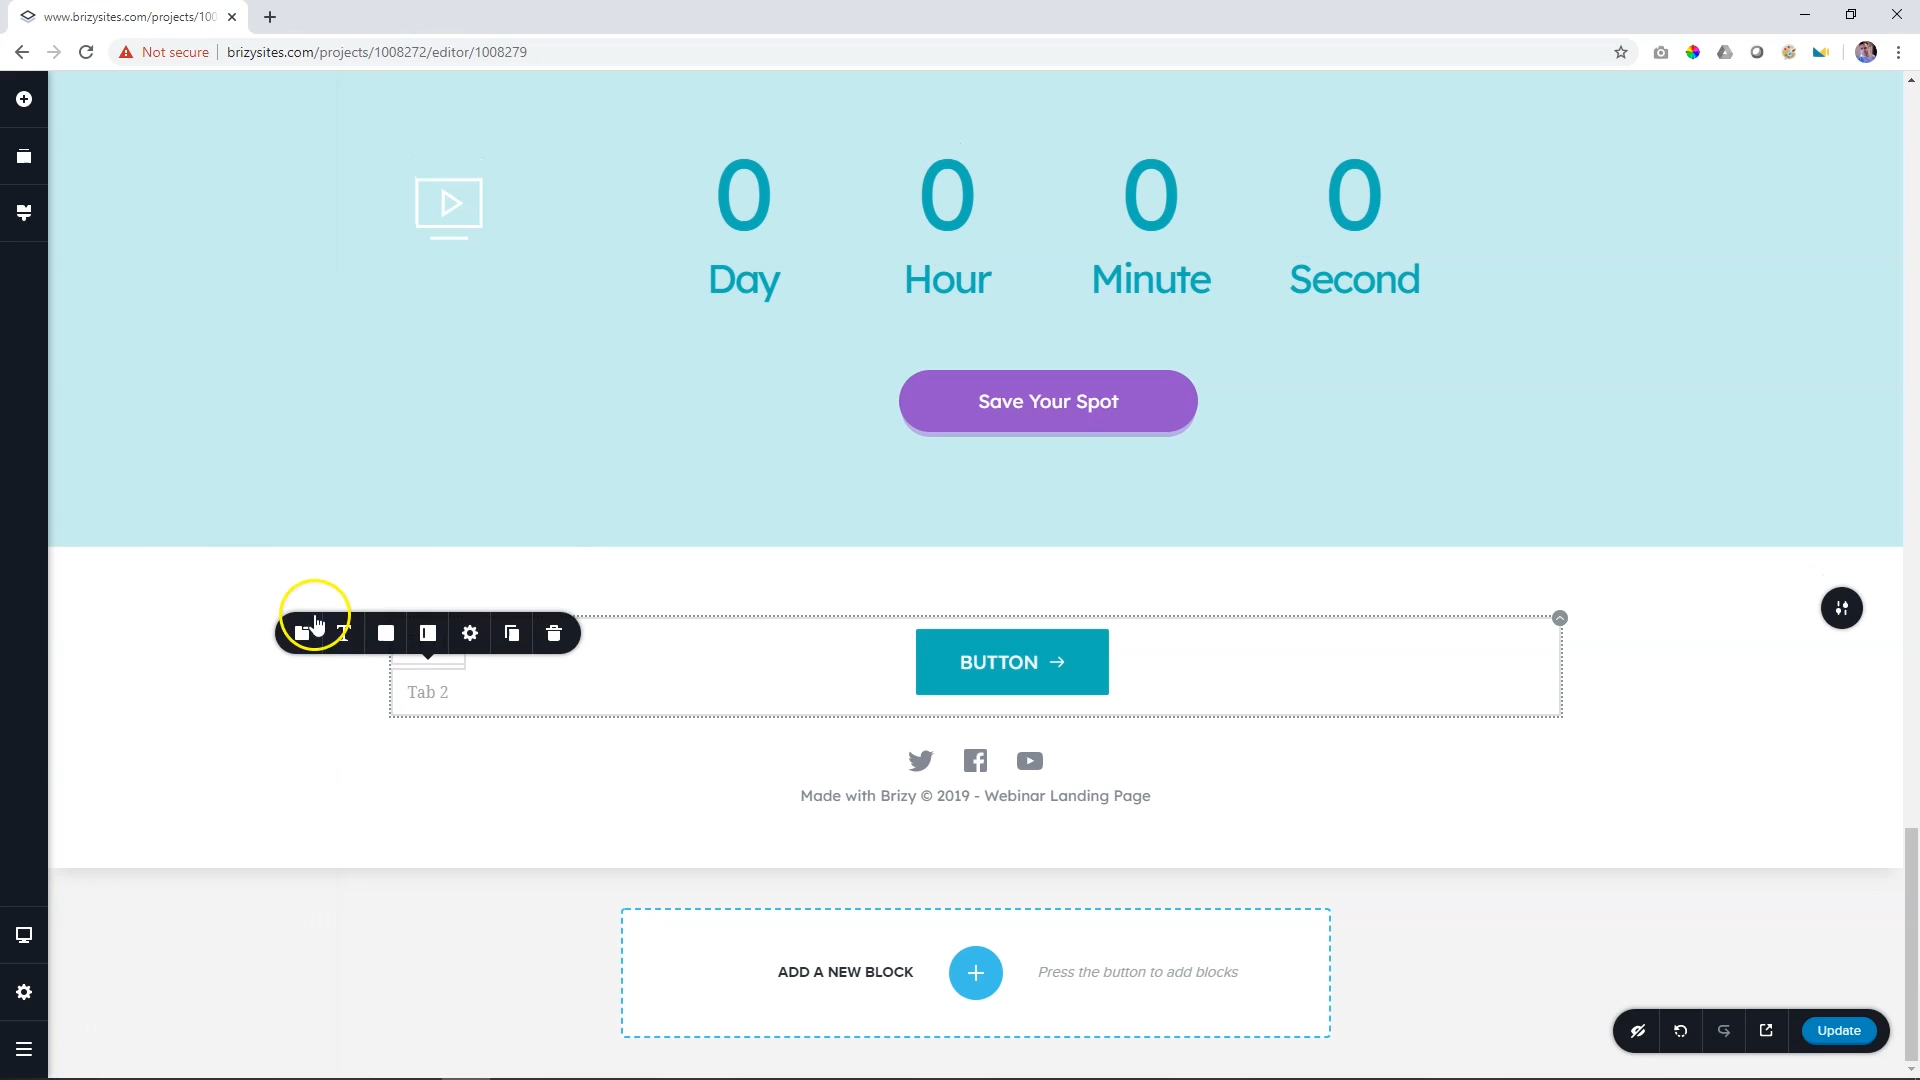 www.brizysites.com/projects/100
Not secure
brizysites.com/projects/1008272/editor/1008279
0 0 0 0
Day Hour Minute Second
Save Your Spot
BUTTON
Tab 2
Made with Brizy © 2019 - Webinar Landing Page
ADD A NEW BLOCK
Press the button to add blocks
Update